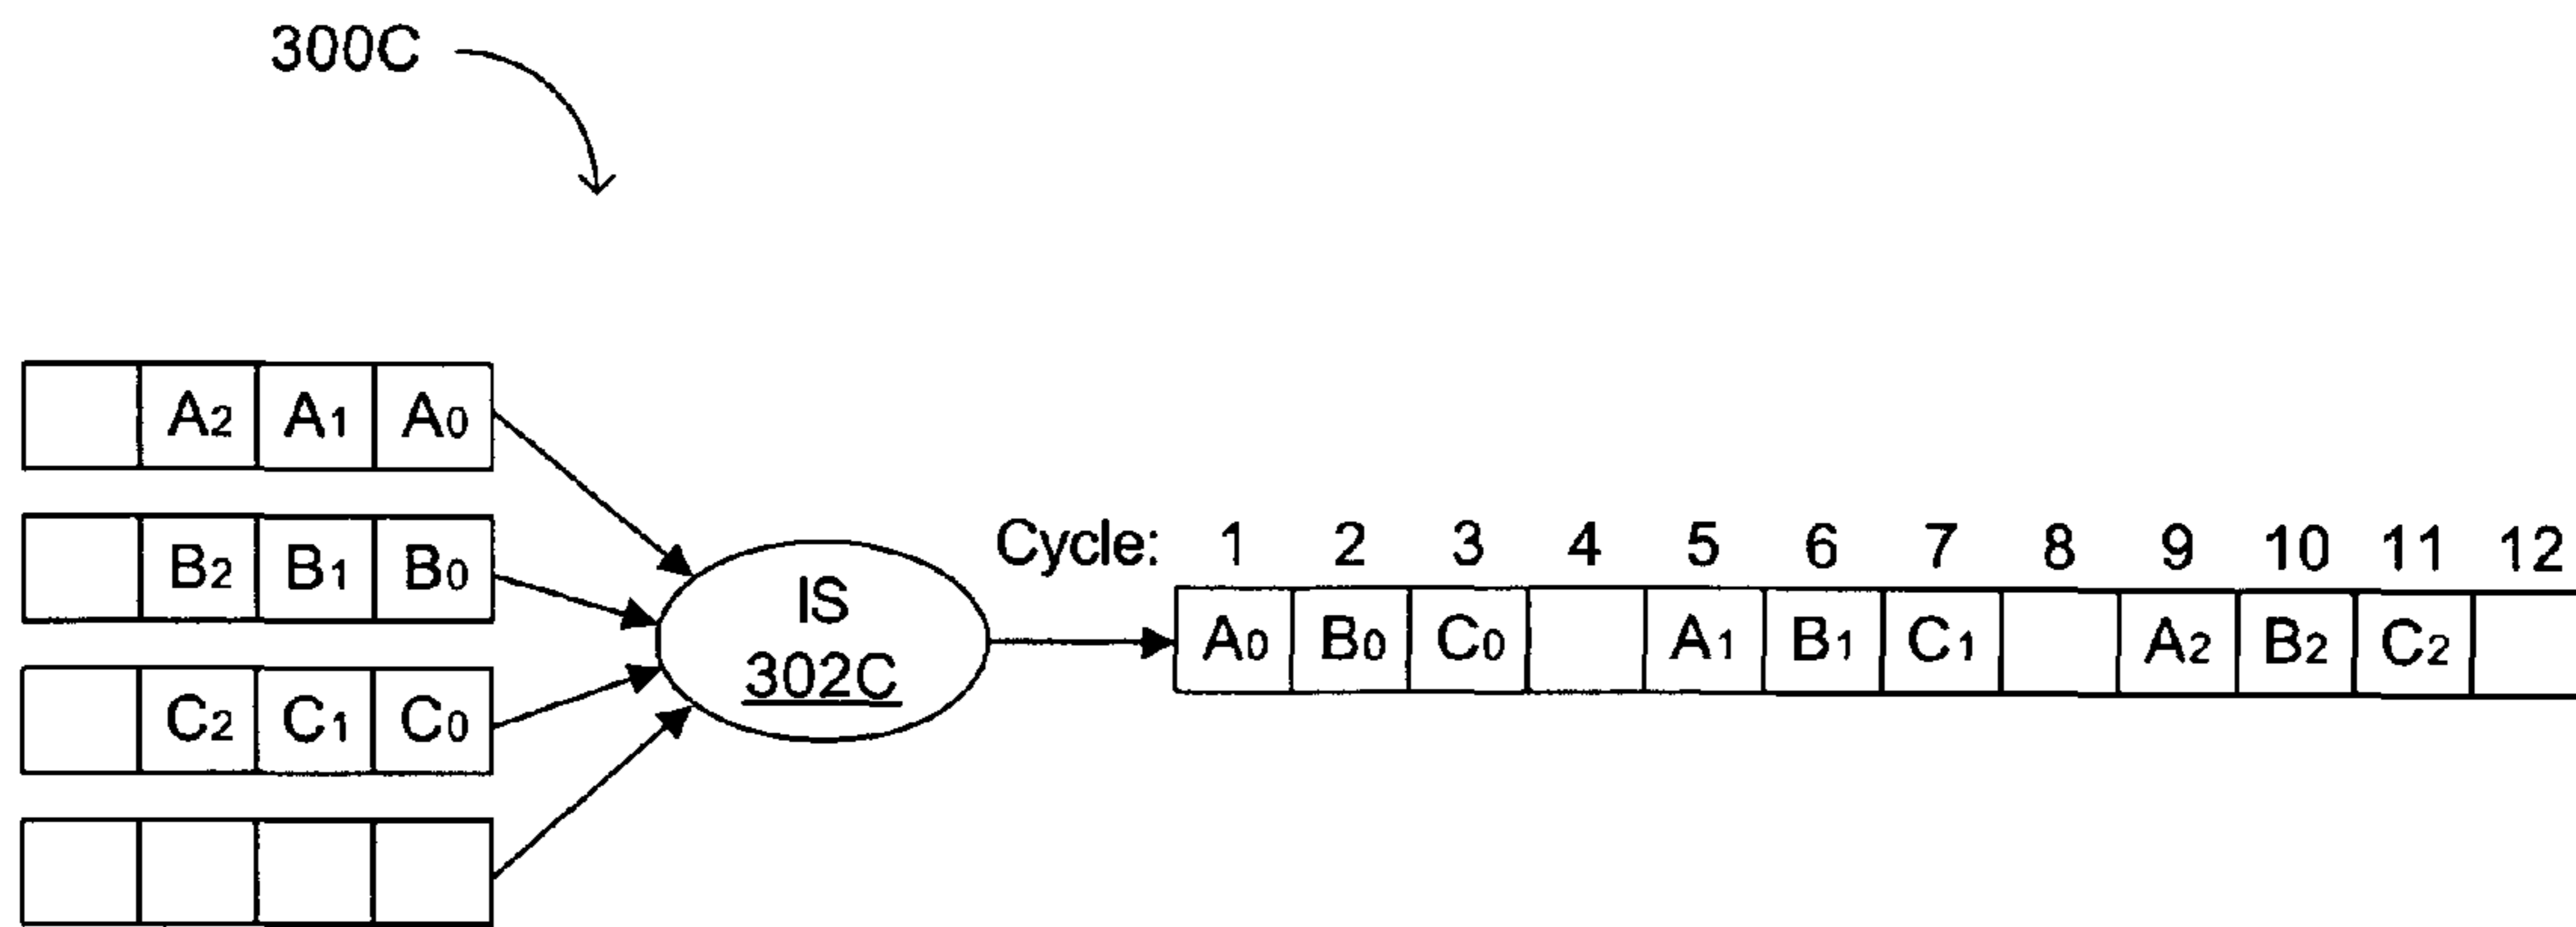 300C
A2 A1 A0
B2 B1 B0
C2 C1 C0
IS
302C
Cycle: 1 2 3 4 5 6 7 8 9 10 11 12
A0 B0 C0 A1 B1 C1 A2 B2 C2